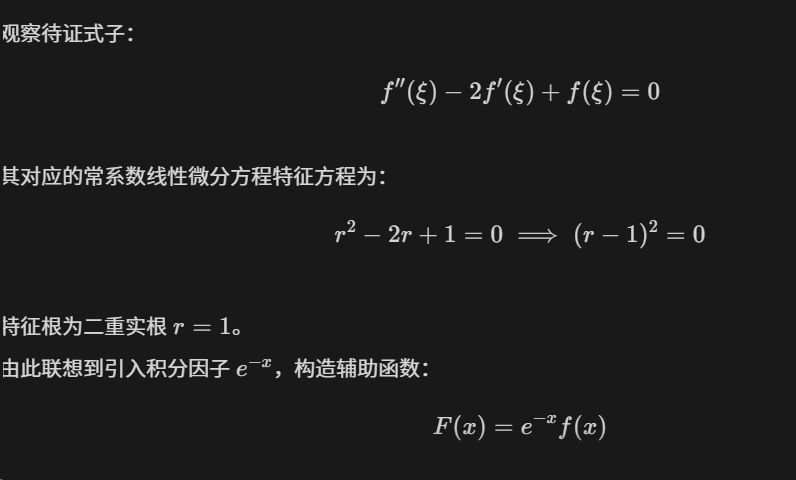 观察待证式子：
f''(ξ) − 2f'(ξ) + f(ξ) = 0
其对应的常系数线性微分方程特征方程为：
r² − 2r + 1 = 0 ⟹ (r − 1)² = 0
特征根为二重实根 r = 1。
由此联想到引入积分因子 e⁻ˣ，构造辅助函数：
F(x) = e⁻ˣf(x)